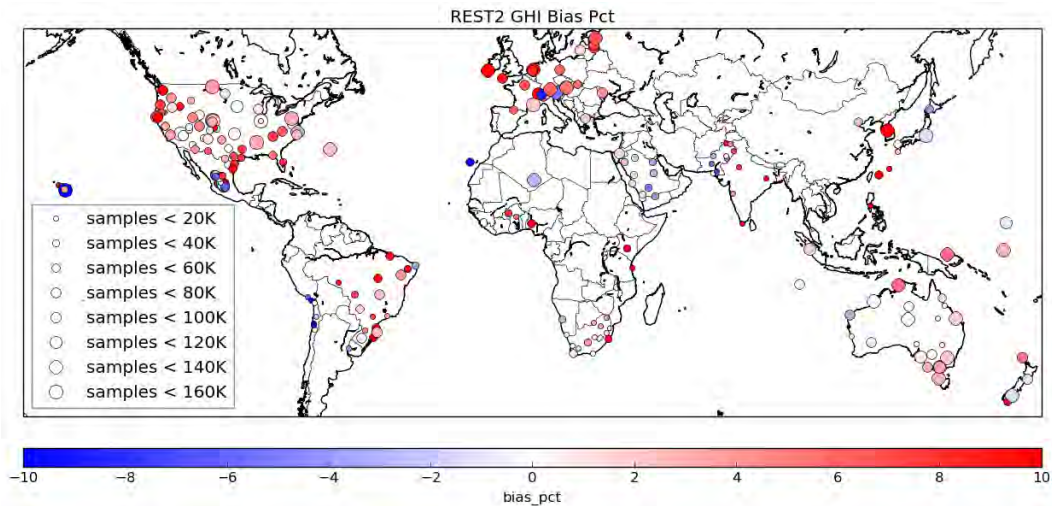 REST2 GHI Bias Pct
samples < 20K
samples < 40K
samples < 60K
samples < 80K
samples < 100K
samples < 120K
samples < 140K
samples < 160K
−10 −8 −6 −4 −2 0 2 4 6 8 10
bias_pct